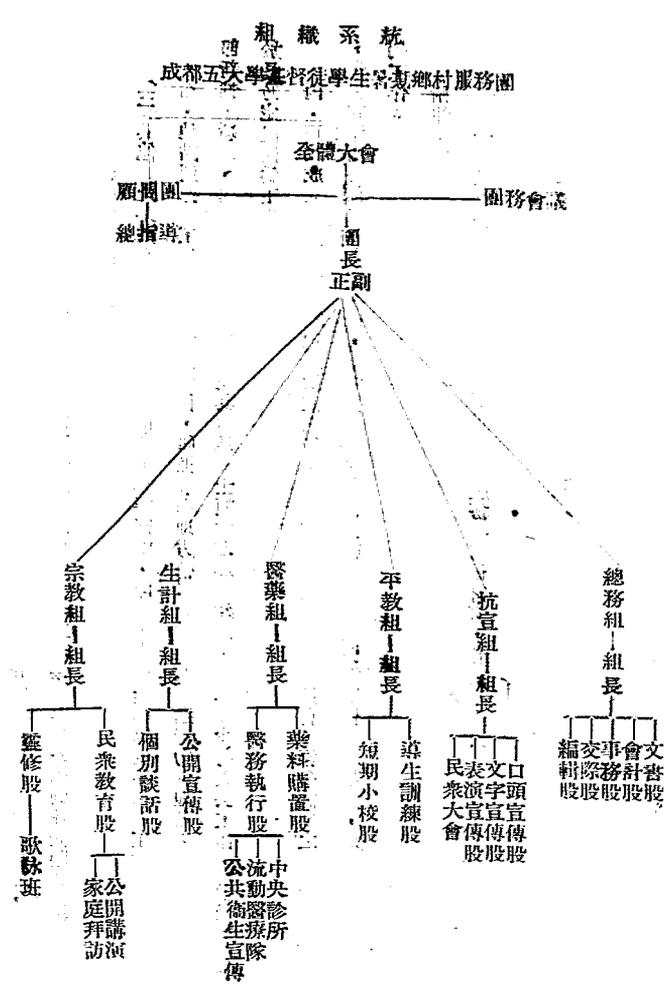 組織系統
成都五大學基督徒學生暑期鄉村服務團
全體大會
顧問團
團務會議
總指導
團長
正副
總務組
組長
文書股
會計股
事務股
交際股
編輯股
抗宣組
組長
口頭宣傳股
文字宣傳股
表演宣傳股
民眾大會
平教組
組長
導生訓練股
短期小校股
醫藥組
組長
藥料購置股
醫務執行股
中央診所
流動醫療隊
公共衞生宣傳
生計組
組長
公開宣傳股
個別談話股
宗教組
組長
民衆教育股
公開講演
家庭拜訪
靈修股
歌詠班